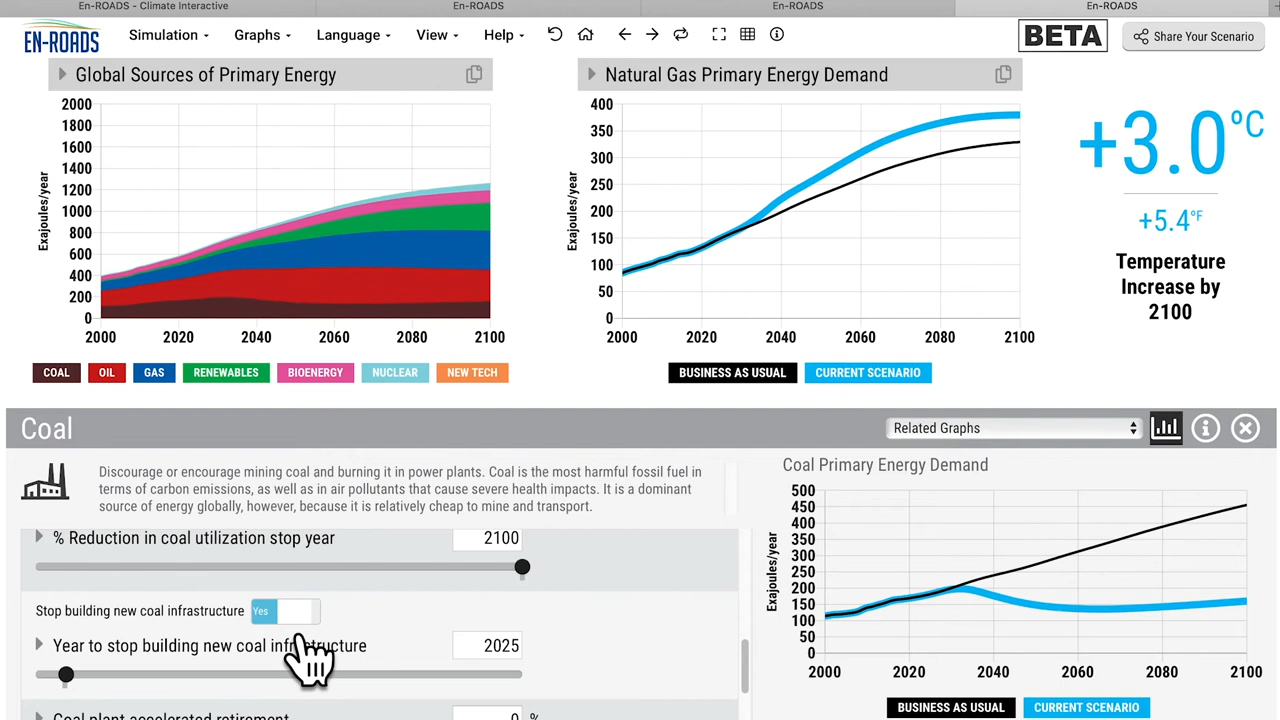 En-ROADS - Climate Interactive
En-ROADS
En-ROADS
En-ROADS
EN-ROADS
Simulation
Graphs
Language
View
Help
BETA
Share Your Scenario
Global Sources of Primary Energy
2000
1800
1600
1400
1200
1000
800
600
400
200
0
Exajoules/year
2000 2020 2040 2060 2080 2100
COAL OIL GAS RENEWABLES BIOENERGY NUCLEAR NEW TECH
Natural Gas Primary Energy Demand
400
350
300
250
200
150
100
50
0
Exajoules/year
2000 2020 2040 2060 2080 2100
BUSINESS AS USUAL CURRENT SCENARIO
+3.0ºC
+5.4°F
Temperature
Increase by
2100
Coal
Related Graphs
Discourage or encourage mining coal and burning it in power plants. Coal is the most harmful fossil fuel in
terms of carbon emissions, as well as in air pollutants that cause severe health impacts. It is a dominant
source of energy globally, however, because it is relatively cheap to mine and transport.
% Reduction in coal utilization stop year 2100
Stop building new coal infrastructure Yes
Year to stop building new coal infrastructure 2025
Coal plant accelerated retirement 0 %
Coal Primary Energy Demand
500
450
400
350
300
250
200
150
100
50
0
Exajoules/year
2000 2020 2040 2060 2080 2100
BUSINESS AS USUAL CURRENT SCENARIO